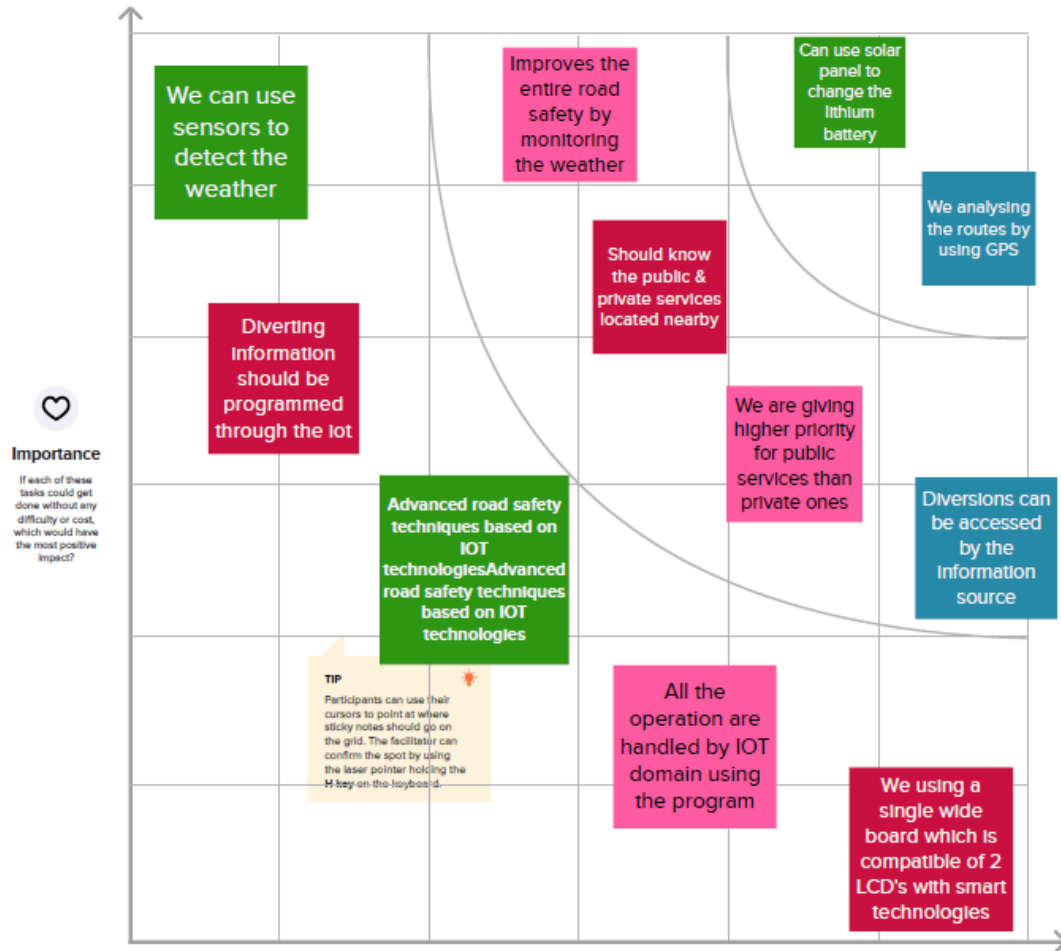 We can use
sensors to
detect the
weather
Improves the
entire road
safety by
monitoring
the weather
Can use solar
panel to
change the
lithium
battery
We analysing
the routes by
using GPS
Should know
the public &
private services
located nearby
Diverting
information
should be
programmed
through the iot
Importance
If each of these
tasks could get
done without any
difficulty or cost,
which would have
the most positive
impact?
We are giving
higher priority
for public
services than
private ones
Advanced road safety
techniques based on
IOT
technologiesAdvanced
road safety techniques
based on IOT
technologies
Diversions can
be accessed
by the
information
source
TIP
Participants can use their
cursors to point at where
sticky notes should go on
the grid. The facilitator can
confirm the spot by using
the laser pointer holding the
H key on the keyboard.
All the
operation are
handled by IOT
domain using
the program
We using a
single wide
board which is
compatible of 2
LCD's with smart
technologies